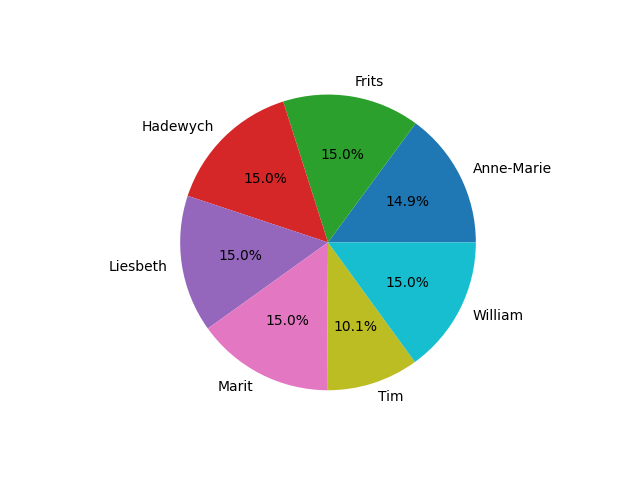 Frits
Hadewych
Anne-Marie
15.0%
15.0%
14.9%
15.0%
Liesbeth
15.0%
15.0%
10.1%
William
Marit
Tim